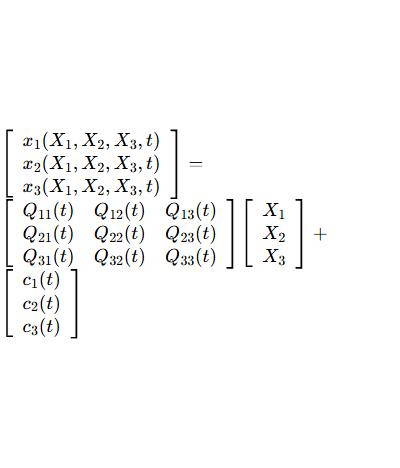 [ x₁(X₁, X₂, X₃, t)
x₂(X₁, X₂, X₃, t)
x₃(X₁, X₂, X₃, t) ] =
[ Q₁₁(t) Q₁₂(t) Q₁₃(t)
Q₂₁(t) Q₂₂(t) Q₂₃(t)
Q₃₁(t) Q₃₂(t) Q₃₃(t) ] [ X₁
X₂
X₃ ] +
[ c₁(t)
c₂(t)
c₃(t) ]